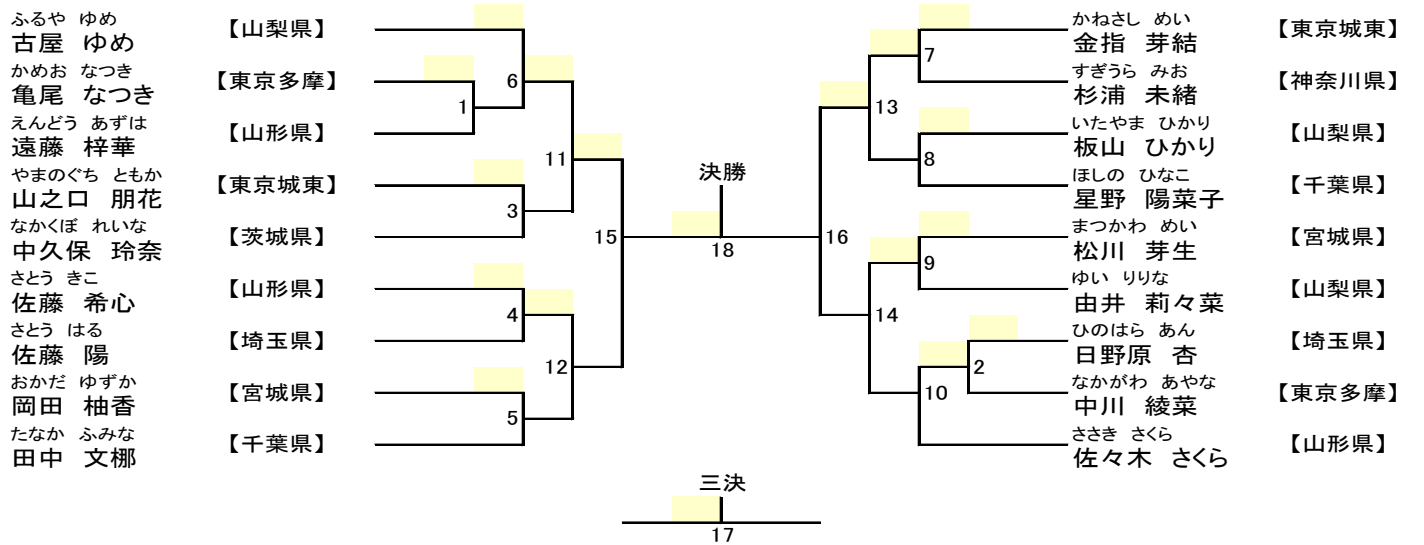 ふるや ゆめ
古屋 ゆめ 【山梨県】
かめお なつき
亀尾 なつき 【東京多摩】
えんどう あずは
遠藤 梓華 【山形県】
やまのぐち ともか
山之口 朋花 【東京城東】
なかくぼ れいな
中久保 玲奈 【茨城県】
さとう きこ
佐藤 希心 【山形県】
さとう はる
佐藤 陽 【埼玉県】
おかだ ゆずか
岡田 柚香 【宮城県】
たなか ふみな
田中 文梛 【千葉県】
1
6
3
4
5
11
12
15
決勝
18
三決
17
16
13
14
7
8
9
10
2
かねさし めい
金指 芽結 【東京城東】
すぎうら みお
杉浦 未緒 【神奈川県】
いたやま ひかり
板山 ひかり 【山梨県】
ほしの ひなこ
星野 陽菜子 【千葉県】
まつかわ めい
松川 芽生 【宮城県】
ゆい りりな
由井 莉々菜 【山梨県】
ひのはら あん
日野原 杏 【埼玉県】
なかがわ あやな
中川 綾菜 【東京多摩】
ささき さくら
佐々木 さくら 【山形県】